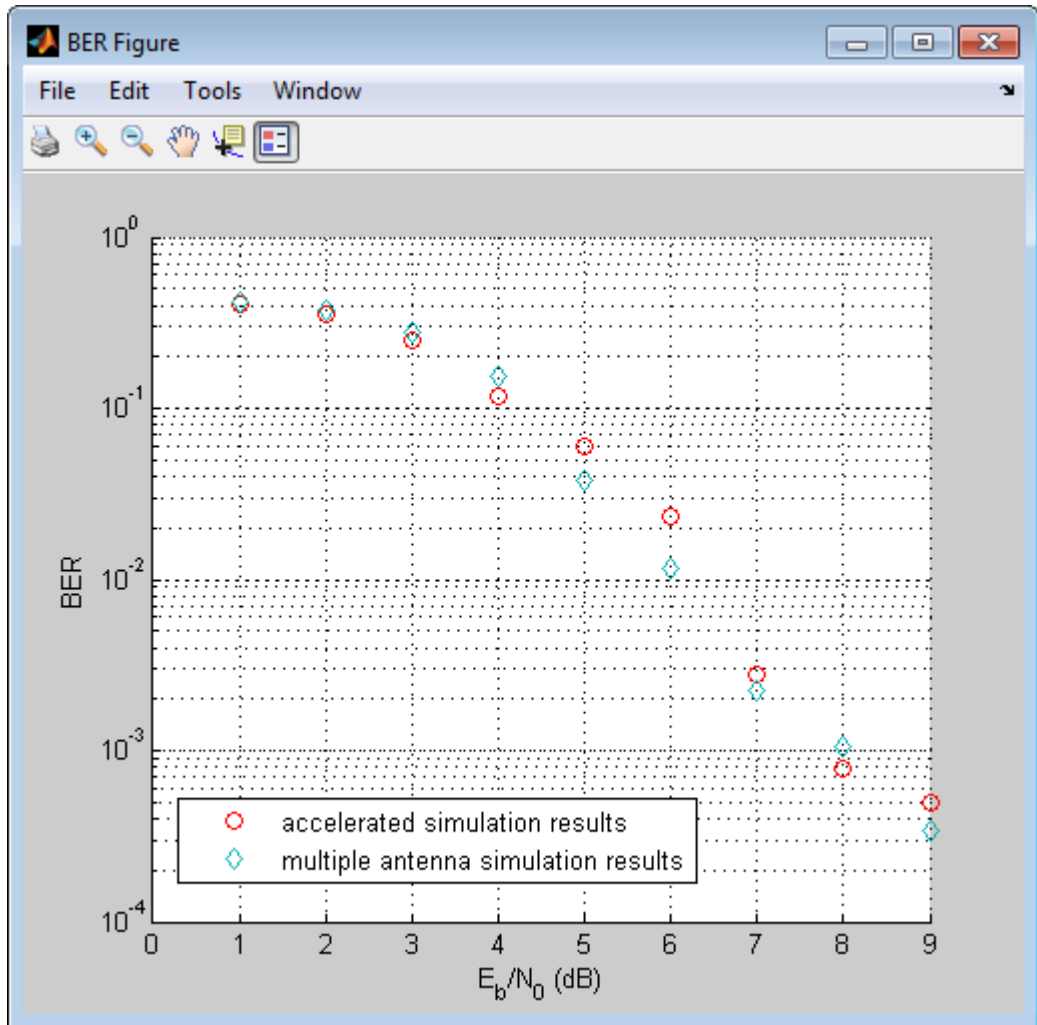 BER Figure
File Edit Tools Window
10^0
10^-1
10^-2
10^-3
10^-4
BER
accelerated simulation results
multiple antenna simulation results
0 1 2 3 4 5 6 7 8 9
E_b/N_0 (dB)